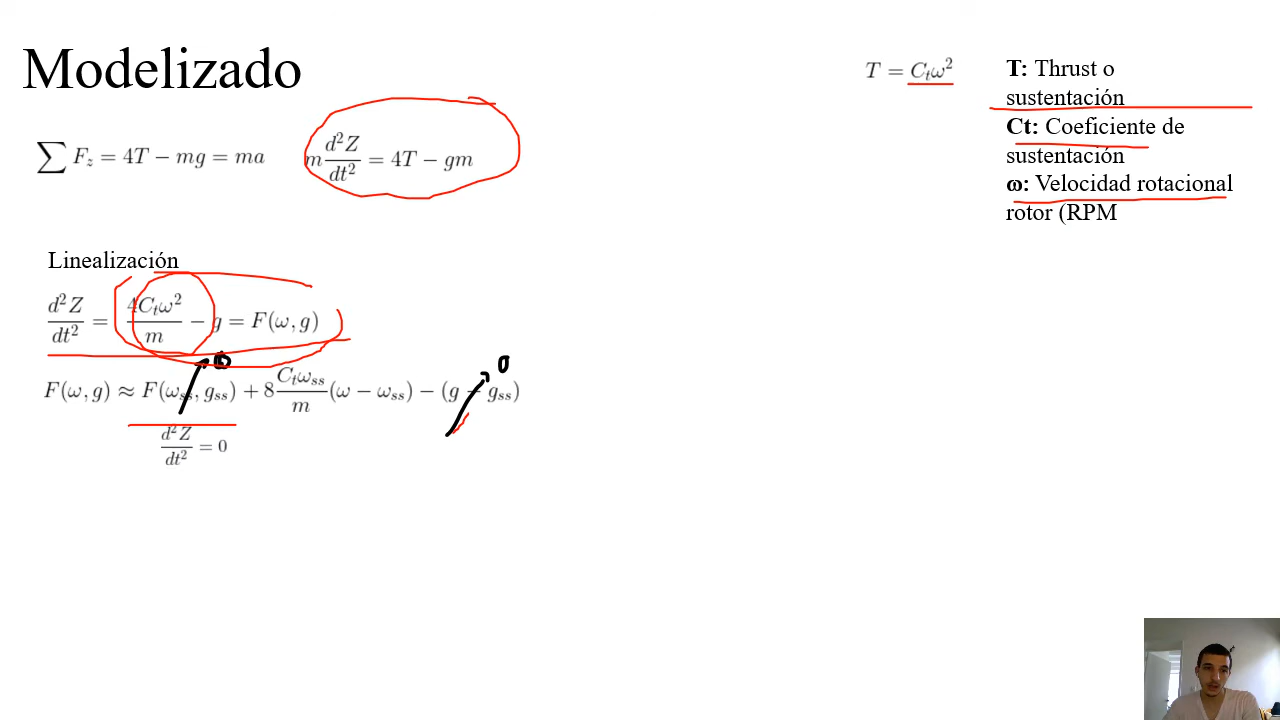 Modelizado
∑ F_z = 4T − mg = ma
m d²Z/dt² = 4T − gm
T = C_tω²
T: Thrust o
sustentación
Ct: Coeficiente de
sustentación
ω: Velocidad rotacional
rotor (RPM
Linealización
d²Z/dt² = 4C_tω²/m − g = F(ω, g)
0
0
F(ω, g) ≈ F(ω_ss, g_ss) + 8 C_tω_ss/m (ω − ω_ss) − (g − g_ss)
d²Z/dt² = 0